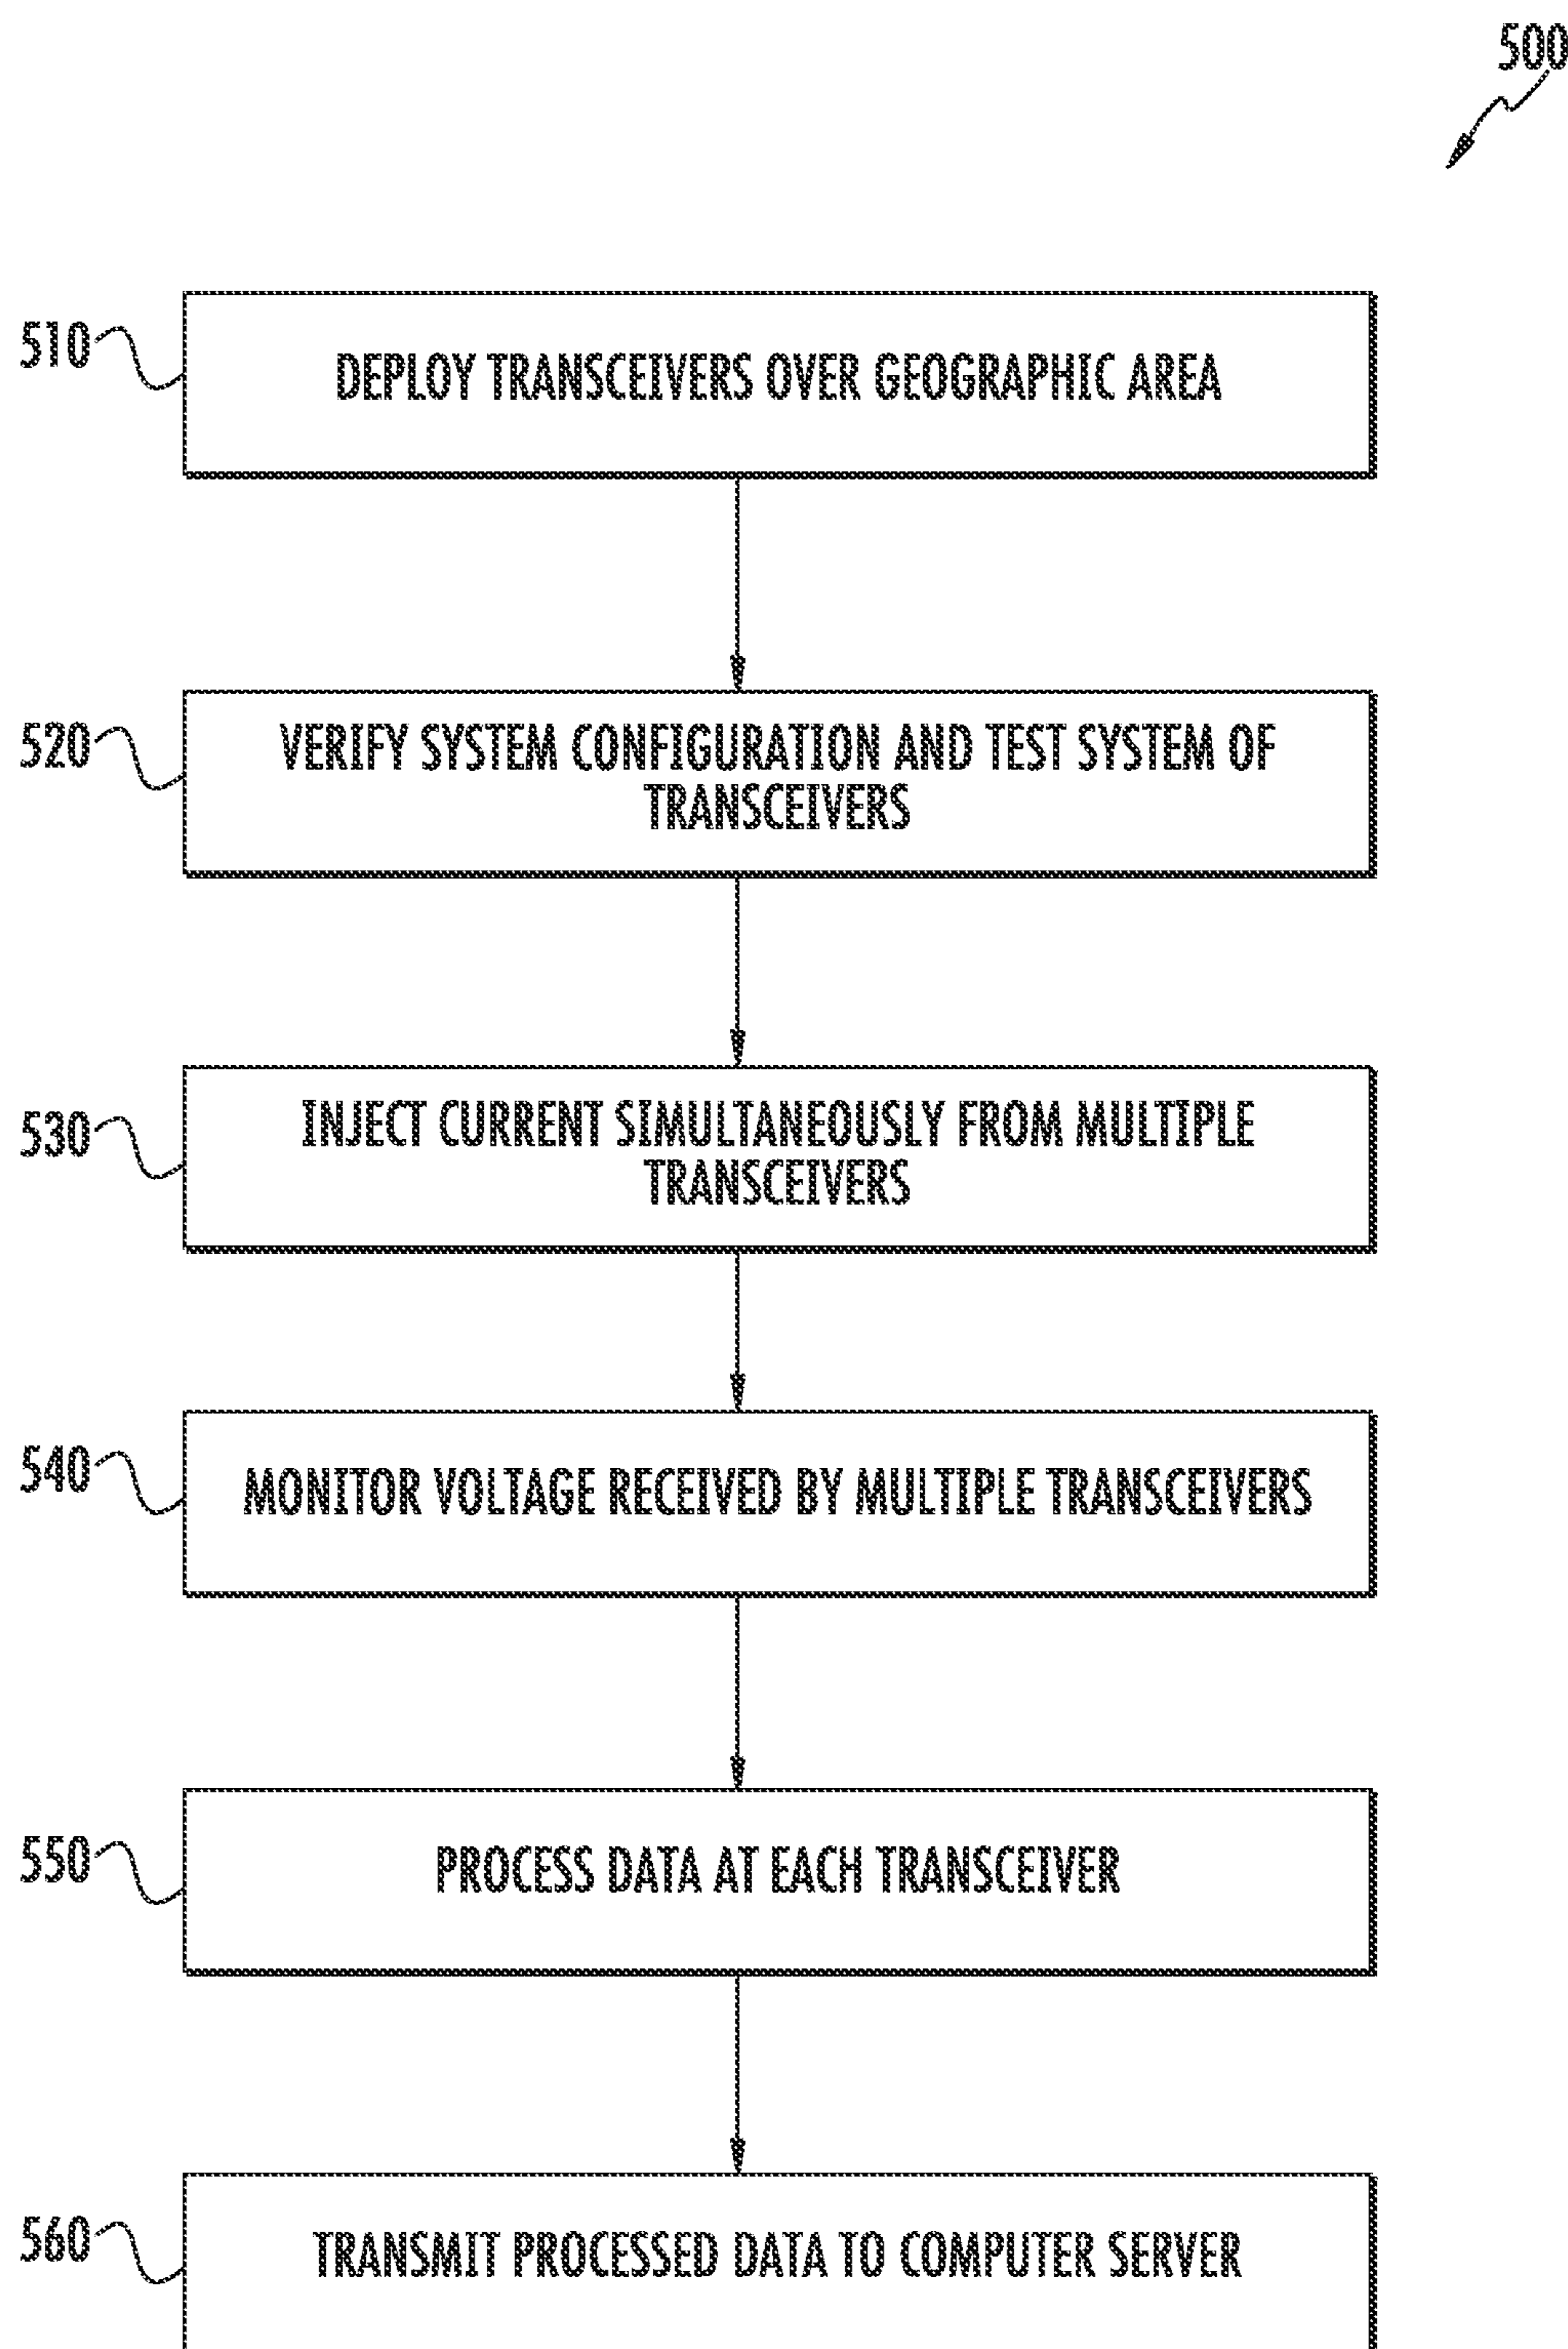 500
510
DEPLOY TRANSCEIVERS OVER GEOGRAPHIC AREA
520
VERIFY SYSTEM CONFIGURATION AND TEST SYSTEM OF
TRANSCEIVERS
530
INJECT CURRENT SIMULTANEOUSLY FROM MULTIPLE
TRANSCEIVERS
540
MONITOR VOLTAGE RECEIVED BY MULTIPLE TRANSCEIVERS
550
PROCESS DATA AT EACH TRANSCEIVER
560
TRANSMIT PROCESSED DATA TO COMPUTER SERVER